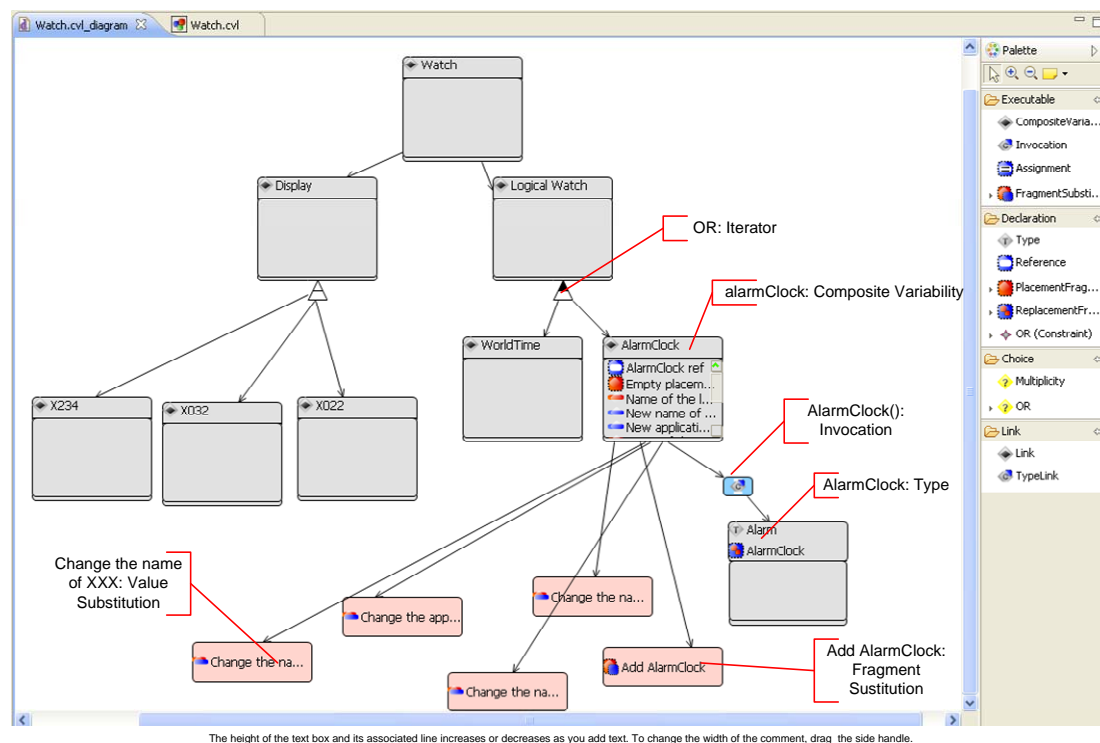 Watch.cvl_diagram
Watch.cvl
Palette
Executable
CompositeVaria...
Invocation
Assignment
FragmentSubsti...
Declaration
Type
Reference
PlacementFrag...
ReplacementFr...
OR (Constraint)
Choice
Multiplicity
OR
Link
Link
TypeLink
Watch
Display
Logical Watch
OR: Iterator
alarmClock: Composite Variability
WorldTime
AlarmClock
AlarmClock ref
Empty placem...
Name of the l...
New name of ...
New applicati...
X234
X032
X022
AlarmClock():
Invocation
AlarmClock: Type
Alarm
AlarmClock
Change the name
of XXX: Value
Substitution
Change the na...
Change the app...
Change the na...
Change the na...
Add AlarmClock
Add AlarmClock:
Fragment
Sustitution
The height of the text box and its associated line increases or decreases as you add text. To change the width of the comment, drag the side handle.